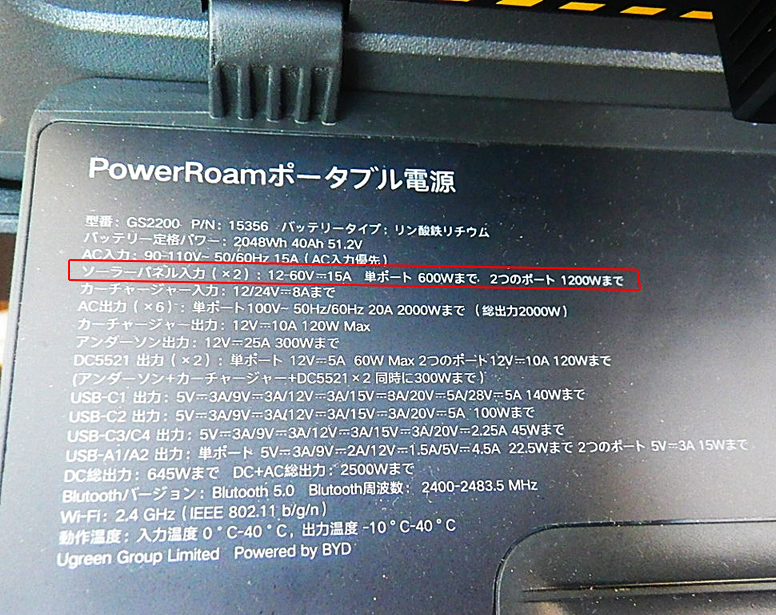 PowerRoamポータブル電源
型番: GS2200 P/N: 15356 バッテリータイプ: リン酸鉄リチウム
バッテリー定格パワー: 2048Wh 40Ah 51.2V
AC入力: 90-110V~ 50/60Hz 15A (AC入力優先)
ソーラーパネル入力 (×2) : 12-60V⎓15A 単ポート 600Wまで 2つのポート 1200Wまで
カーチャージャー入力: 12/24V⎓8Aまで
AC出力 (×6) : 単ポート100V~ 50Hz/60Hz 20A 2000Wまで (総出力2000W)
カーチャージャー出力: 12V⎓10A 120W Max
アンダーソン出力: 12V⎓25A 300Wまで
DC5521 出力 (×2) : 単ポート 12V⎓5A 60W Max 2つのポート12V⎓10A 120Wまで
(アンダーソン+カーチャージャー+DC5521×2 同時に300Wまで)
USB-C1 出力: 5V⎓3A/9V⎓3A/12V⎓3A/15V⎓3A/20V⎓5A/28V⎓5A 140Wまで
USB-C2 出力: 5V⎓3A/9V⎓3A/12V⎓3A/15V⎓3A/20V⎓5A 100Wまで
USB-C3/C4 出力: 5V⎓3A/9V⎓3A/12V⎓3A/15V⎓3A/20V⎓2.25A 45Wまで
USB-A1/A2 出力: 単ポート 5V⎓3A/9V⎓2A/12V⎓1.5A/5V⎓4.5A 22.5Wまで 2つのポート 5V⎓3A 15Wまで
DC総出力: 645Wまで DC+AC総出力: 2500Wまで
Blutoothバージョン: Blutooth 5.0 Blutooth周波数: 2400-2483.5 MHz
Wi-Fi: 2.4 GHz (IEEE 802.11 b/g/n)
動作温度: 入力温度 0°C-40°C, 出力温度 -10°C-40°C
Ugreen Group Limited Powered by BYD